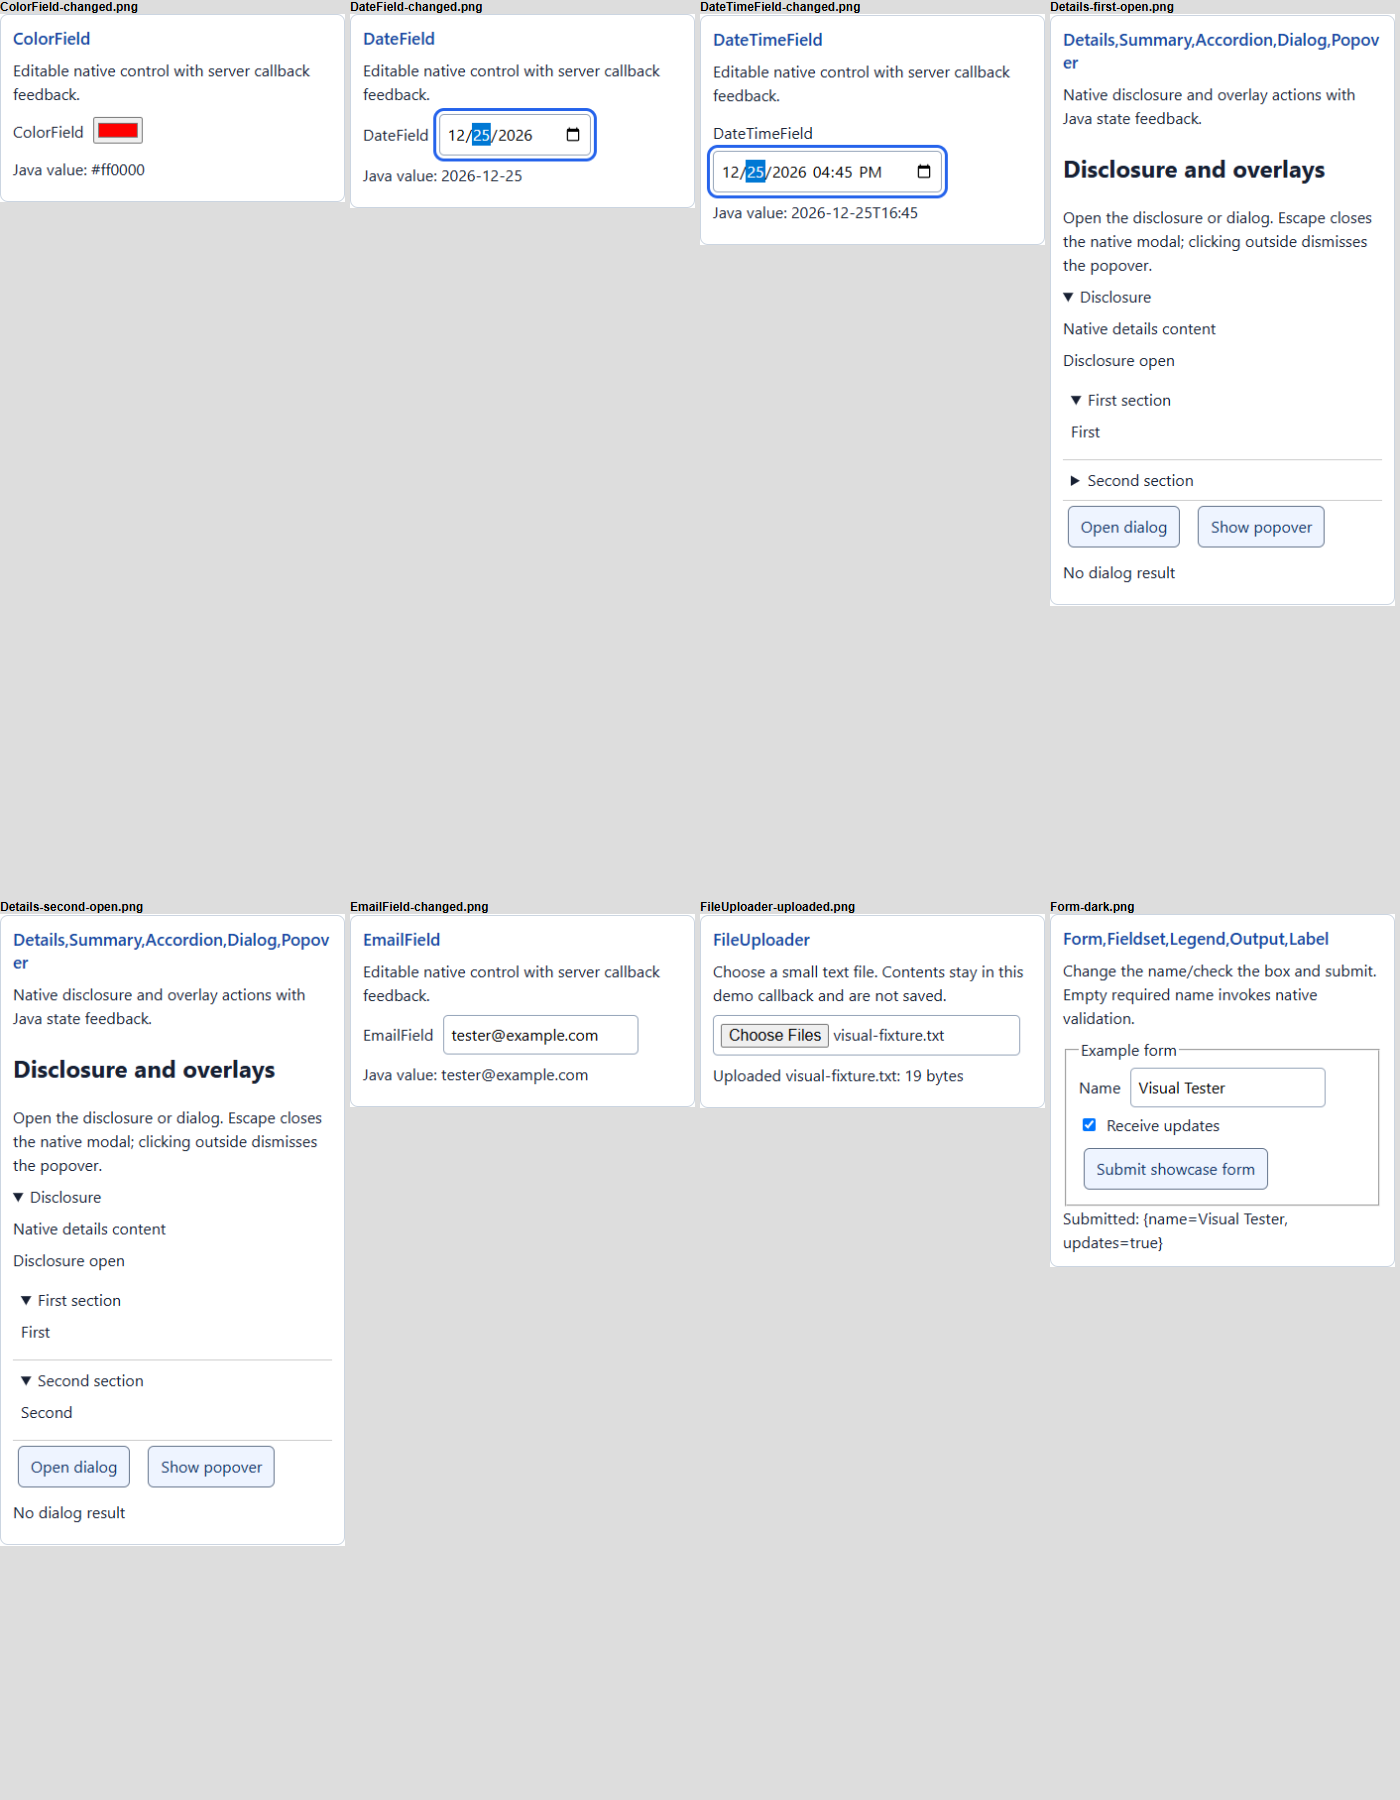 ColorField-changed.png
ColorField
Editable native control with server callback
feedback.
ColorField
Java value: #ff0000
DateField-changed.png
DateField
Editable native control with server callback
feedback.
DateField 12/25/2026
Java value: 2026-12-25
DateTimeField-changed.png
DateTimeField
Editable native control with server callback
feedback.
DateTimeField
12/25/2026 04:45 PM
Java value: 2026-12-25T16:45
Details-first-open.png
Details,Summary,Accordion,Dialog,Popov
er
Native disclosure and overlay actions with
Java state feedback.
Disclosure and overlays
Open the disclosure or dialog. Escape closes
the native modal; clicking outside dismisses
the popover.
▼ Disclosure
Native details content
Disclosure open
▼ First section
First
▶ Second section
Open dialog Show popover
No dialog result
Details-second-open.png
Details,Summary,Accordion,Dialog,Popov
er
Native disclosure and overlay actions with
Java state feedback.
Disclosure and overlays
Open the disclosure or dialog. Escape closes
the native modal; clicking outside dismisses
the popover.
▼ Disclosure
Native details content
Disclosure open
▼ First section
First
▼ Second section
Second
Open dialog Show popover
No dialog result
EmailField-changed.png
EmailField
Editable native control with server callback
feedback.
EmailField tester@example.com
Java value: tester@example.com
FileUploader-uploaded.png
FileUploader
Choose a small text file. Contents stay in this
demo callback and are not saved.
Choose Files visual-fixture.txt
Uploaded visual-fixture.txt: 19 bytes
Form-dark.png
Form,Fieldset,Legend,Output,Label
Change the name/check the box and submit.
Empty required name invokes native
validation.
Example form
Name Visual Tester
Receive updates
Submit showcase form
Submitted: {name=Visual Tester,
updates=true}